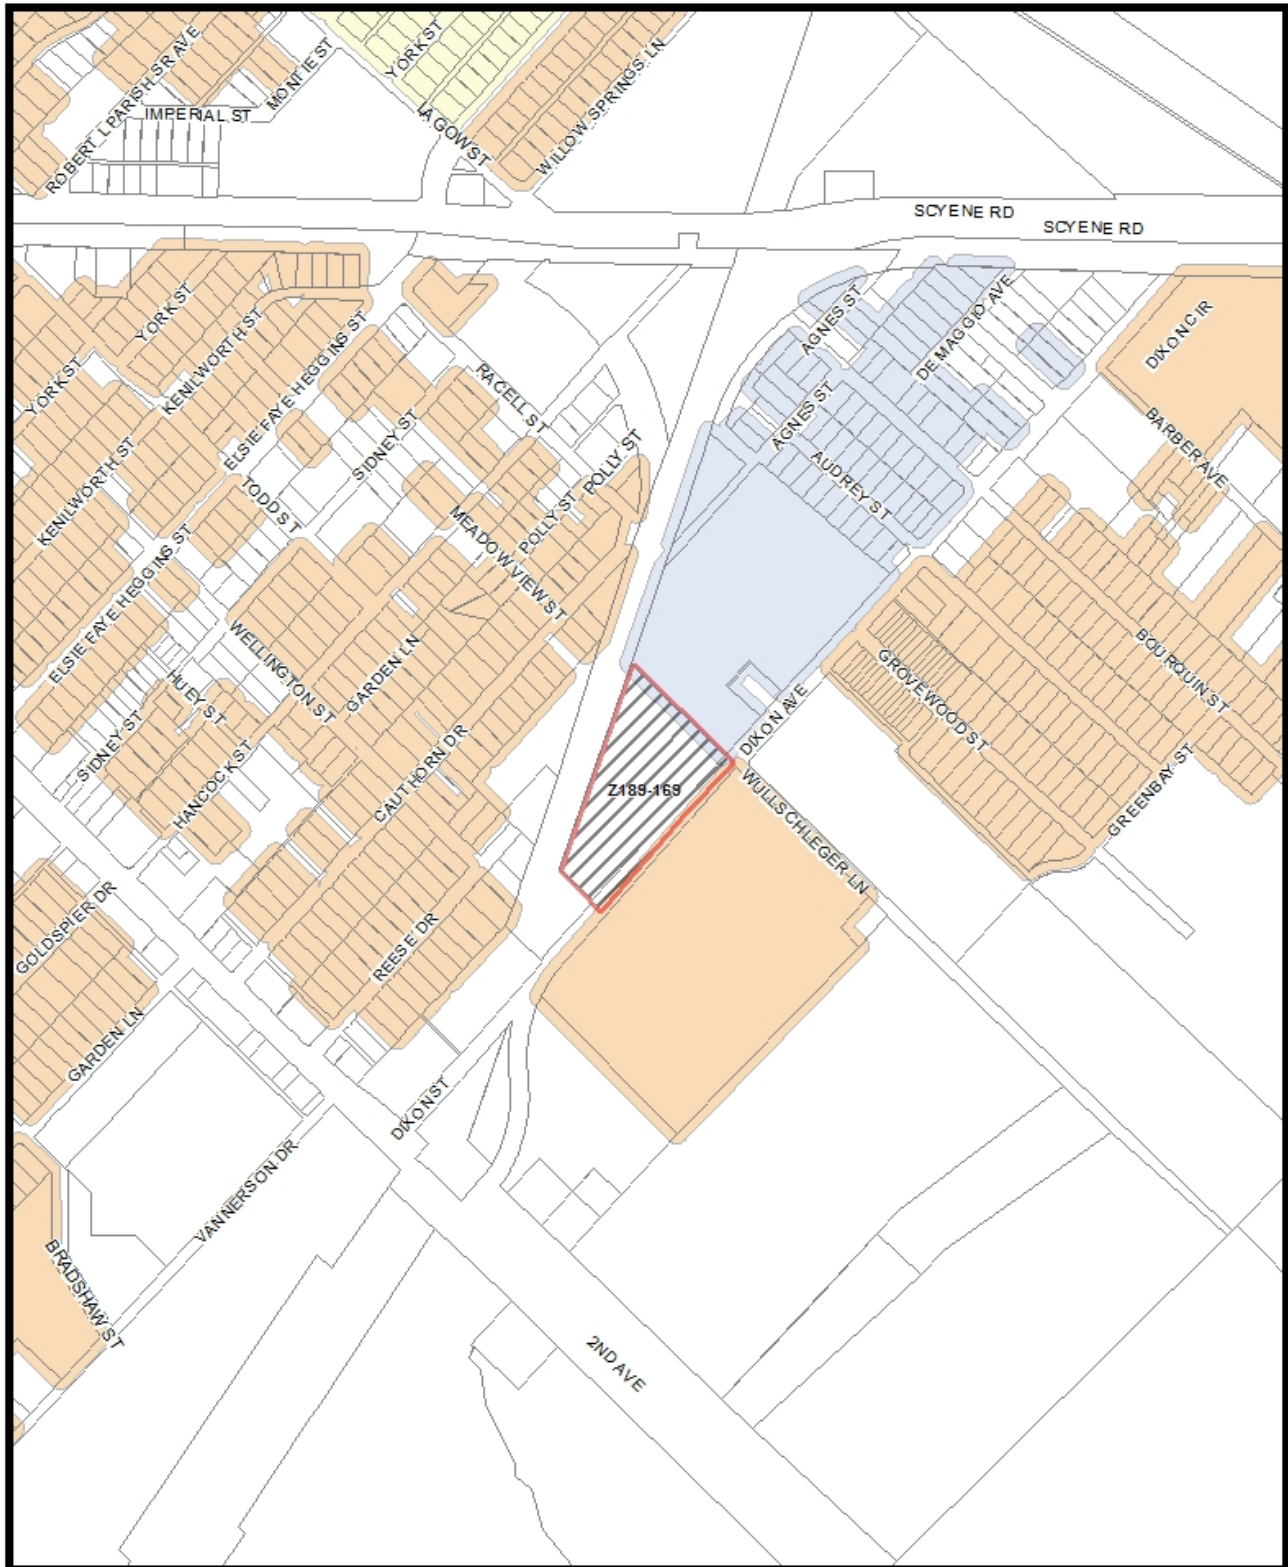 YORK ST
ROBERT L PARISH SR AVE
MONTIE ST
IMPERIAL ST
LAGOW ST
WILLOW SPRINGS LN
SCYENE RD
SCYENE RD
YORK ST
KENILWORTH ST
ELSIE FAYE HEGGINS ST
AGNES ST
DE MAGGIO AVE
DIXON CIR
YORK ST
RACELL ST
SIDNEY ST
AGNES ST
BARBER AVE
KENILWORTH ST
TODD ST
POLLY ST
POLLY ST
AUDREY ST
MEADOW VIEW ST
ELSIE FAYE HEGGINS ST
WELLINGTON ST
GARDEN LN
BOURQUIN ST
HUEY ST
GROVEWOOD ST
SIDNEY ST
HANCOCK ST
CAUTHORN DR
DIXON AVE
Z189-169
WULLSCHLEGER LN
GREENBAY ST
GOLDSPIER DR
REESE DR
GARDEN LN
DIXON ST
VANNERSON DR
BRADSHAW ST
2ND AVE